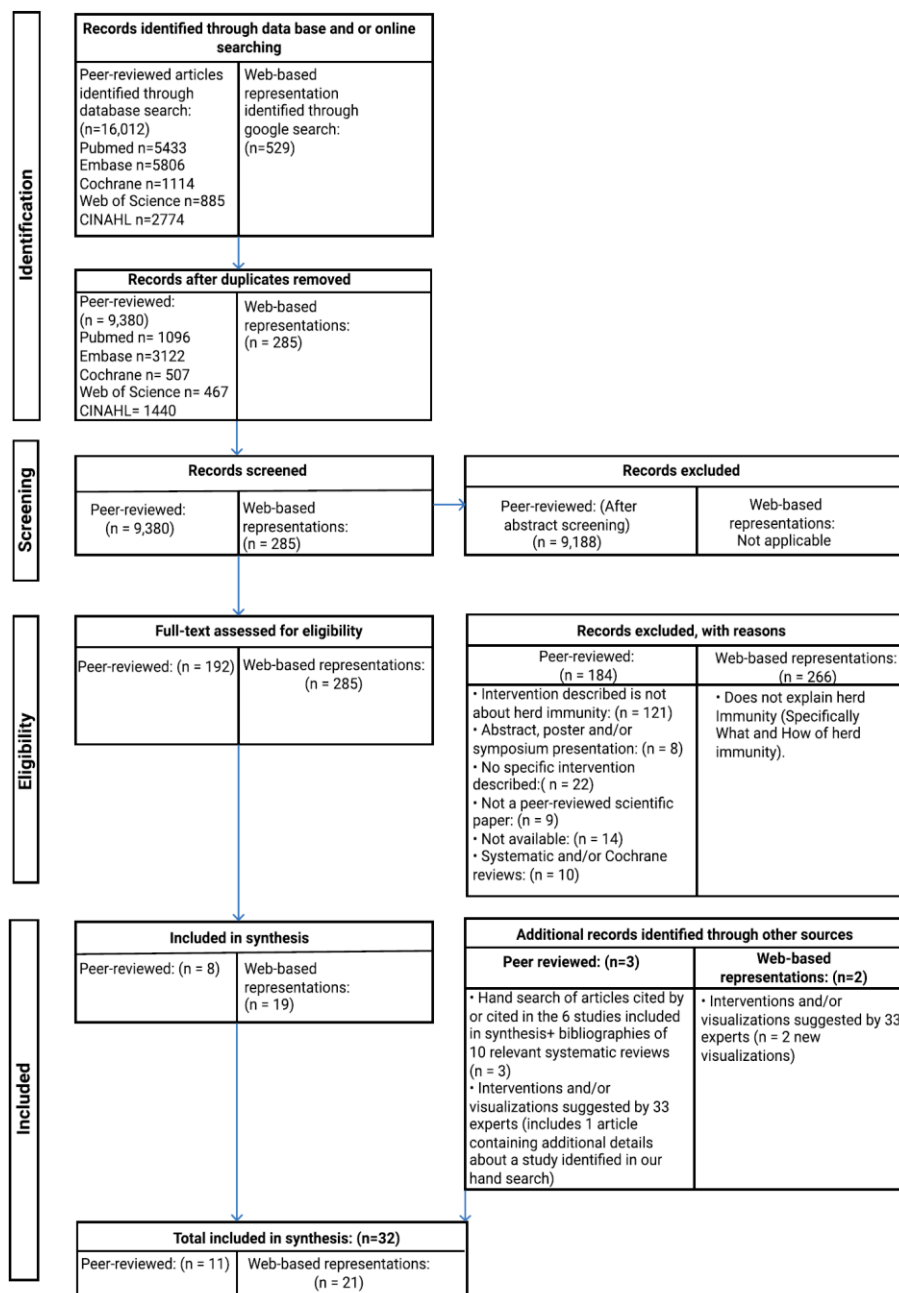 Identification
Records identified through data base and or online
searching
Peer-reviewed articles
identified through
database search:
(n=16,012)
Pubmed n=5433
Embase n=5806
Cochrane n=1114
Web of Science n=885
CINAHL n=2774
Web-based
representation
identified through
google search:
(n=529)
Records after duplicates removed
Peer-reviewed:
(n = 9,380)
Pubmed n= 1096
Embase n=3122
Cochrane n= 507
Web of Science n= 467
CINAHL= 1440
Web-based
representations:
(n = 285)
Screening
Records screened
Peer-reviewed:
(n = 9,380)
Web-based
representations:
(n = 285)
Records excluded
Peer-reviewed: (After
abstract screening)
(n = 9,188)
Web-based
representations:
Not applicable
Eligibility
Full-text assessed for eligibility
Peer-reviewed: (n = 192)
Web-based representations:
(n = 285)
Records excluded, with reasons
Peer-reviewed:
(n = 184)
• Intervention described is not
about herd immunity: (n = 121)
• Abstract, poster and/or
symposium presentation: (n = 8)
• No specific intervention
described:( n = 22)
• Not a peer-reviewed scientific
paper: (n = 9)
• Not available: (n = 14)
• Systematic and/or Cochrane
reviews: (n = 10)
Web-based representations:
(n = 266)
• Does not explain herd
Immunity (Specifically
What and How of herd
immunity).
Included
Included in synthesis
Peer-reviewed: (n = 8)
Web-based
representations:
(n = 19)
Additional records identified through other sources
Peer reviewed: (n=3)
• Hand search of articles cited by
or cited in the 6 studies included
in synthesis+ bibliographies of
10 relevant systematic reviews
(n = 3)
• Interventions and/or
visualizations suggested by 33
experts (includes 1 article
containing additional details
about a study identified in our
hand search)
Web-based
representations: (n=2)
• Interventions and/or
visualizations suggested by 33
experts (n = 2 new
visualizations)
Total included in synthesis: (n=32)
Peer-reviewed: (n = 11)
Web-based representations:
(n = 21)